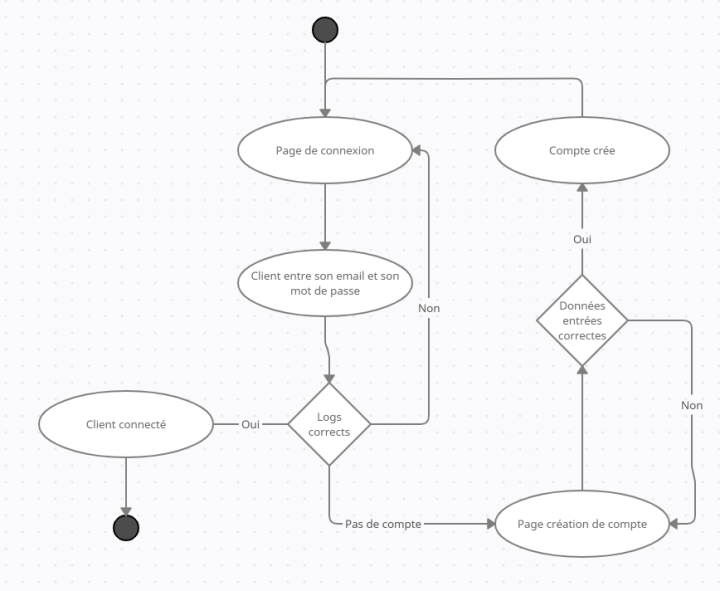 Page de connexion
Compte crée
Oui
Client entre son email et son
mot de passe
Non
Données
entrées
correctes
Non
Client connecté
Oui
Logs
corrects
Pas de compte
Page création de compte